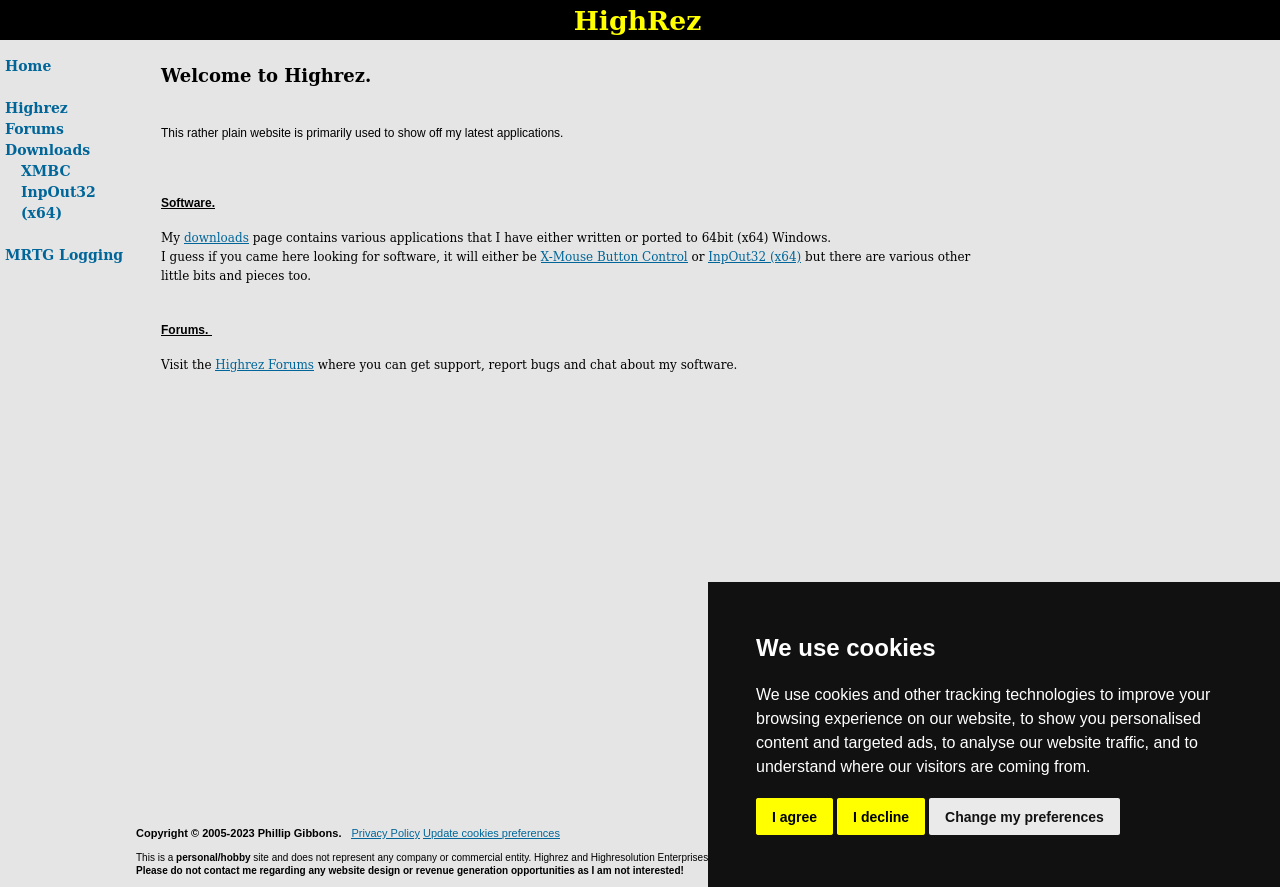 HighRez
Home
Highrez
Forums
Downloads
XMBC
InpOut32
(x64)
MRTG Logging
Welcome to Highrez.
This rather plain website is primarily used to show off my latest applications.
Software.
My downloads page contains various applications that I have either written or ported to 64bit (x64) Windows.
I guess if you came here looking for software, it will either be X-Mouse Button Control or InpOut32 (x64) but there are various other
little bits and pieces too.
Forums.
Visit the Highrez Forums where you can get support, report bugs and chat about my software.
We use cookies
We use cookies and other tracking technologies to improve your
browsing experience on our website, to show you personalised
content and targeted ads, to analyse our website traffic, and to
understand where our visitors are coming from.
I agree I decline Change my preferences
Copyright © 2005-2023 Phillip Gibbons. Privacy Policy Update cookies preferences
This is a personal/hobby site and does not represent any company or commercial entity. Highrez and Highresolution Enterprises
Please do not contact me regarding any website design or revenue generation opportunities as I am not interested!